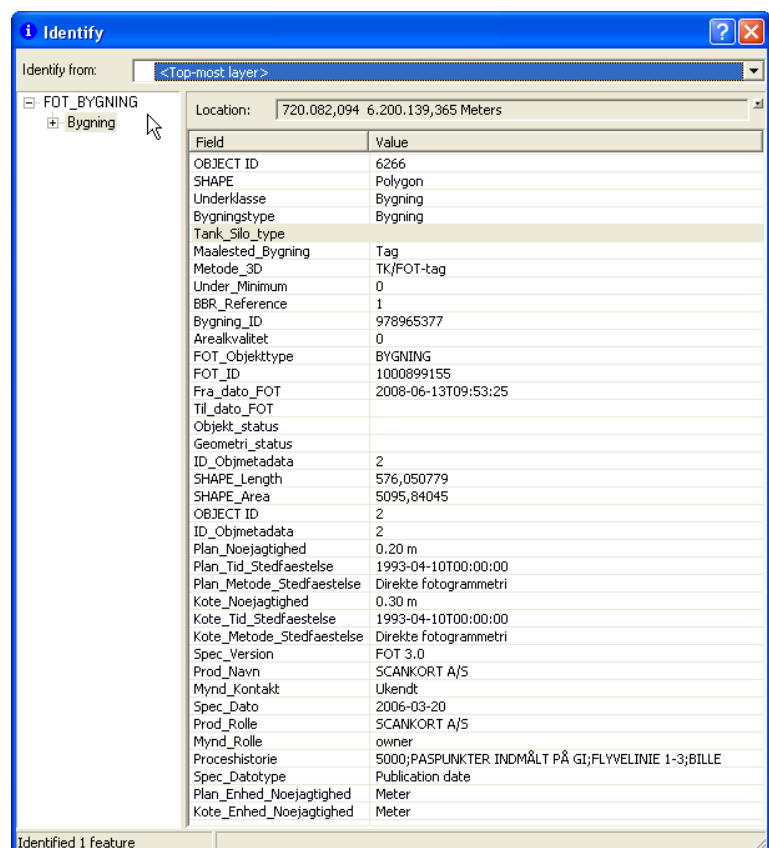 Identify
Identify from: <Top-most layer>
FOT_BYGNING
Bygning
Location: 720.082,094 6.200.139,365 Meters
Field Value
OBJECT ID 6266
SHAPE Polygon
Underklasse Bygning
Bygningstype Bygning
Tank_Silo_type
Maalested_Bygning Tag
Metode_3D TK/FOT-tag
Under_Minimum 0
BBR_Reference 1
Bygning_ID 978965377
Arealkvalitet 0
FOT_Objekttype BYGNING
FOT_ID 1000899155
Fra_dato_FOT 2008-06-13T09:53:25
Til_dato_FOT
Objekt_status
Geometri_status
ID_Objmetadata 2
SHAPE_Length 576,050779
SHAPE_Area 5095,84045
OBJECT ID 2
ID_Objmetadata 2
Plan_Noejagtighed 0.20 m
Plan_Tid_Stedfaestelse 1993-04-10T00:00:00
Plan_Metode_Stedfaestelse Direkte fotogrammetri
Kote_Noejagtighed 0.30 m
Kote_Tid_Stedfaestelse 1993-04-10T00:00:00
Kote_Metode_Stedfaestelse Direkte fotogrammetri
Spec_Version FOT 3.0
Prod_Navn SCANKORT A/S
Mynd_Kontakt Ukendt
Spec_Dato 2006-03-20
Prod_Rolle SCANKORT A/S
Mynd_Rolle owner
Proceshistorie 5000;PASPUNKTER INDMÅLT PÅ GI;FLYVELINIE 1-3;BILLE
Spec_Datotype Publication date
Plan_Enhed_Noejagtighed Meter
Kote_Enhed_Noejagtighed Meter
Identified 1 feature